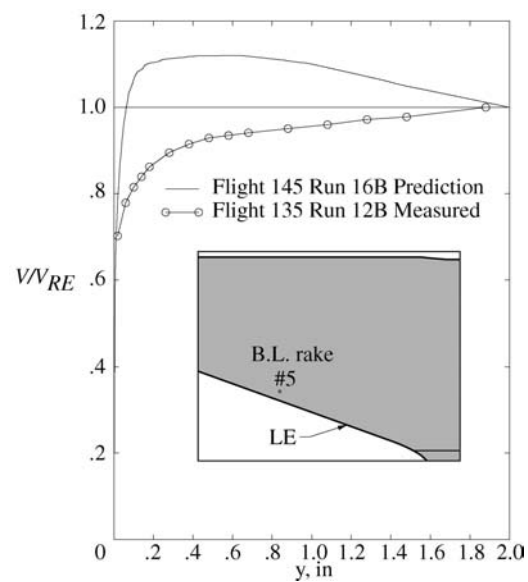 1.2
1.0
.8
.6
.4
.2
0
V/VRE
Flight 145 Run 16B Prediction
Flight 135 Run 12B Measured
B.L. rake
#5
LE
.2 .4 .6 .8 1.0 1.2 1.4 1.6 1.8 2.0
y, in